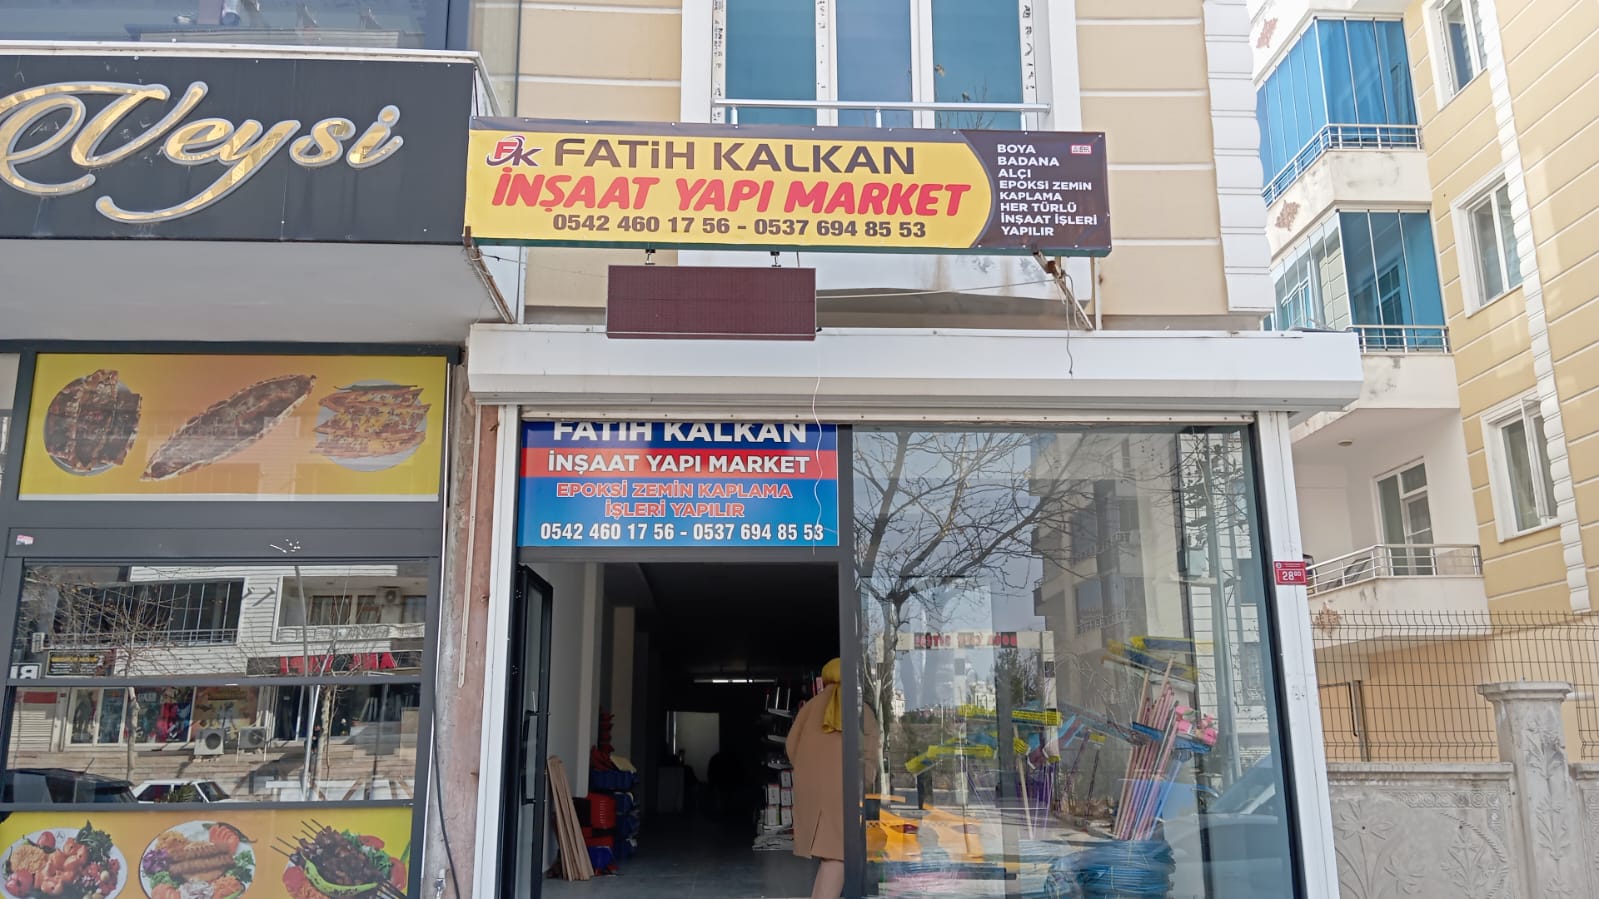 Veysi
FK FATİH KALKAN
İNŞAAT YAPI MARKET
0542 460 17 56 - 0537 694 85 53
BOYA
BADANA
ALÇI
EPOKSİ ZEMİN
KAPLAMA
HER TÜRLÜ
İNŞAAT İŞLERİ
YAPILIR
FATİH KALKAN
İNŞAAT YAPI MARKET
EPOKSİ ZEMİN KAPLAMA
İŞLERİ YAPILIR
0542 460 17 56 - 0537 694 85 53